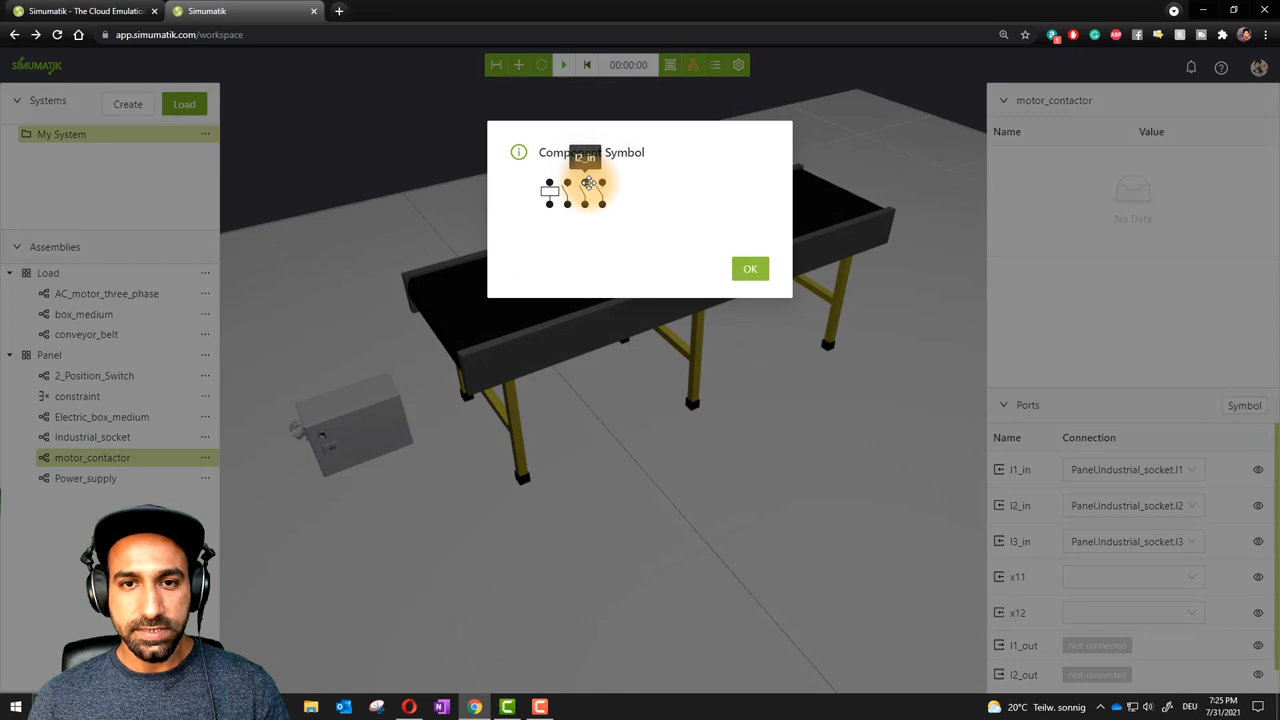 Simumatik - The Cloud Emulatio
Simumatik
app.simumatik.com/workspace
SIMUMATIK
00:00:00
Systems
Create
Load
My System
Assemblies
Load
AC_motor_three_phase
box_medium
conveyor_belt
Panel
2_Position_Switch
constraint
Electric_box_medium
Industrial_socket
motor_contactor
Power_supply
Component Symbol
l2_in
OK
motor_contactor
Name Value
No Data
Ports
Symbol
Name Connection
l1_in Panel.Industrial_socket.l1
l2_in Panel.Industrial_socket.l2
l3_in Panel.Industrial_socket.l3
x11
x12
l1_out Not connected
l2_out Not connected
20°C Teilw. sonnig
DEU
7:25 PM
7/31/2021